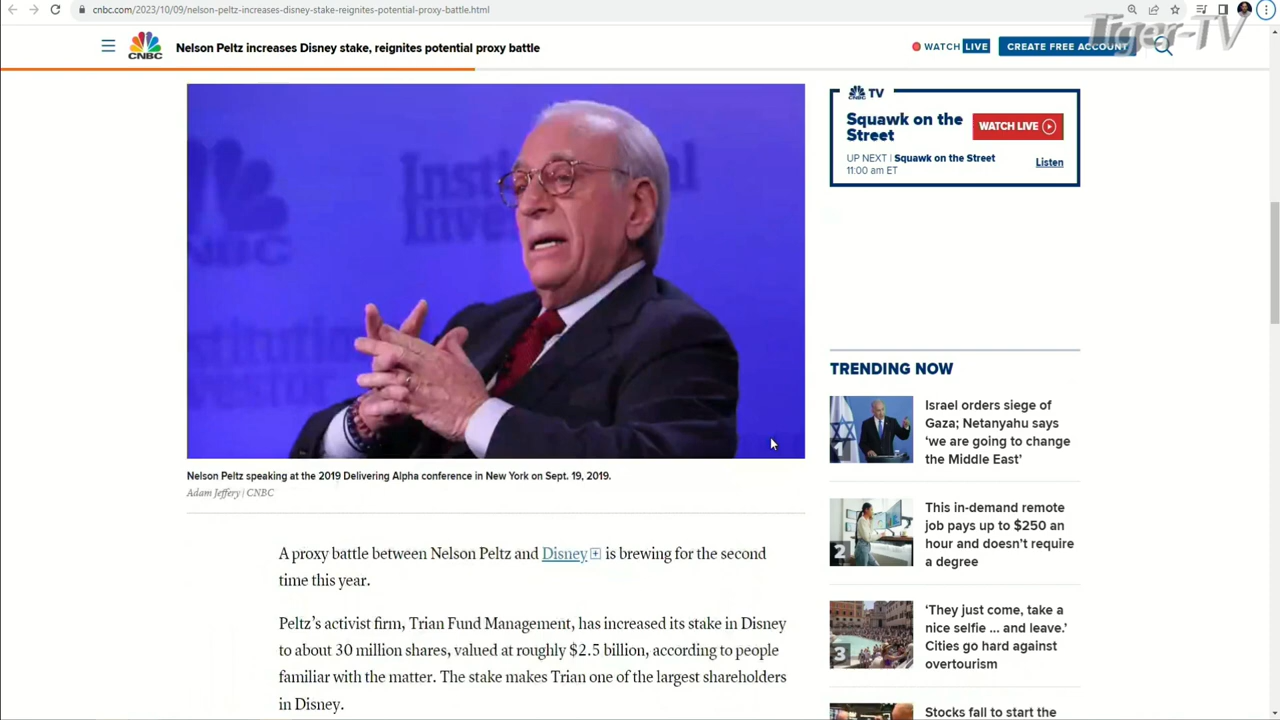 cnbc.com/2023/10/09/nelson-peltz-increases-disney-stake-reignites-potential-proxy-battle.html
Tiger-TV
CNBC
Nelson Peltz increases Disney stake, reignites potential proxy battle
WATCH LIVE
CREATE FREE ACCOUNT
NBC
Institutional
Investor
TV
Squawk on the
Street
WATCH LIVE
UP NEXT | Squawk on the Street
11:00 am ET
Listen
Nelson Peltz speaking at the 2019 Delivering Alpha conference in New York on Sept. 19, 2019.
Adam Jeffery | CNBC
A proxy battle between Nelson Peltz and Disney is brewing for the second
time this year.
Peltz’s activist firm, Trian Fund Management, has increased its stake in Disney
to about 30 million shares, valued at roughly $2.5 billion, according to people
familiar with the matter. The stake makes Trian one of the largest shareholders
in Disney.
TRENDING NOW
1
Israel orders siege of
Gaza; Netanyahu says
‘we are going to change
the Middle East’
2
This in-demand remote
job pays up to $250 an
hour and doesn’t require
a degree
3
‘They just come, take a
nice selfie ... and leave.’
Cities go hard against
overtourism
Stocks fall to start the